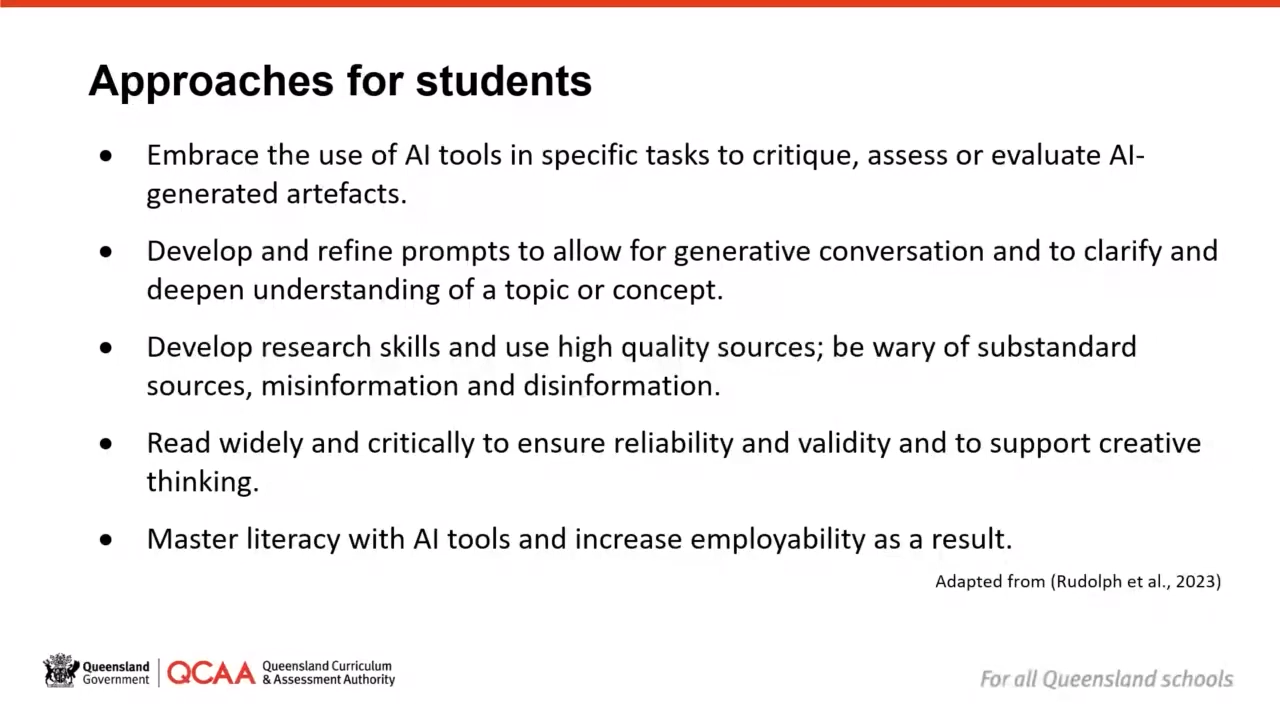 Approaches for students
• Embrace the use of AI tools in specific tasks to critique, assess or evaluate AI-
generated artefacts.
• Develop and refine prompts to allow for generative conversation and to clarify and
deepen understanding of a topic or concept.
• Develop research skills and use high quality sources; be wary of substandard
sources, misinformation and disinformation.
• Read widely and critically to ensure reliability and validity and to support creative
thinking.
• Master literacy with AI tools and increase employability as a result.
Adapted from (Rudolph et al., 2023)
Queensland
Government
QCAA
Queensland Curriculum
& Assessment Authority
For all Queensland schools